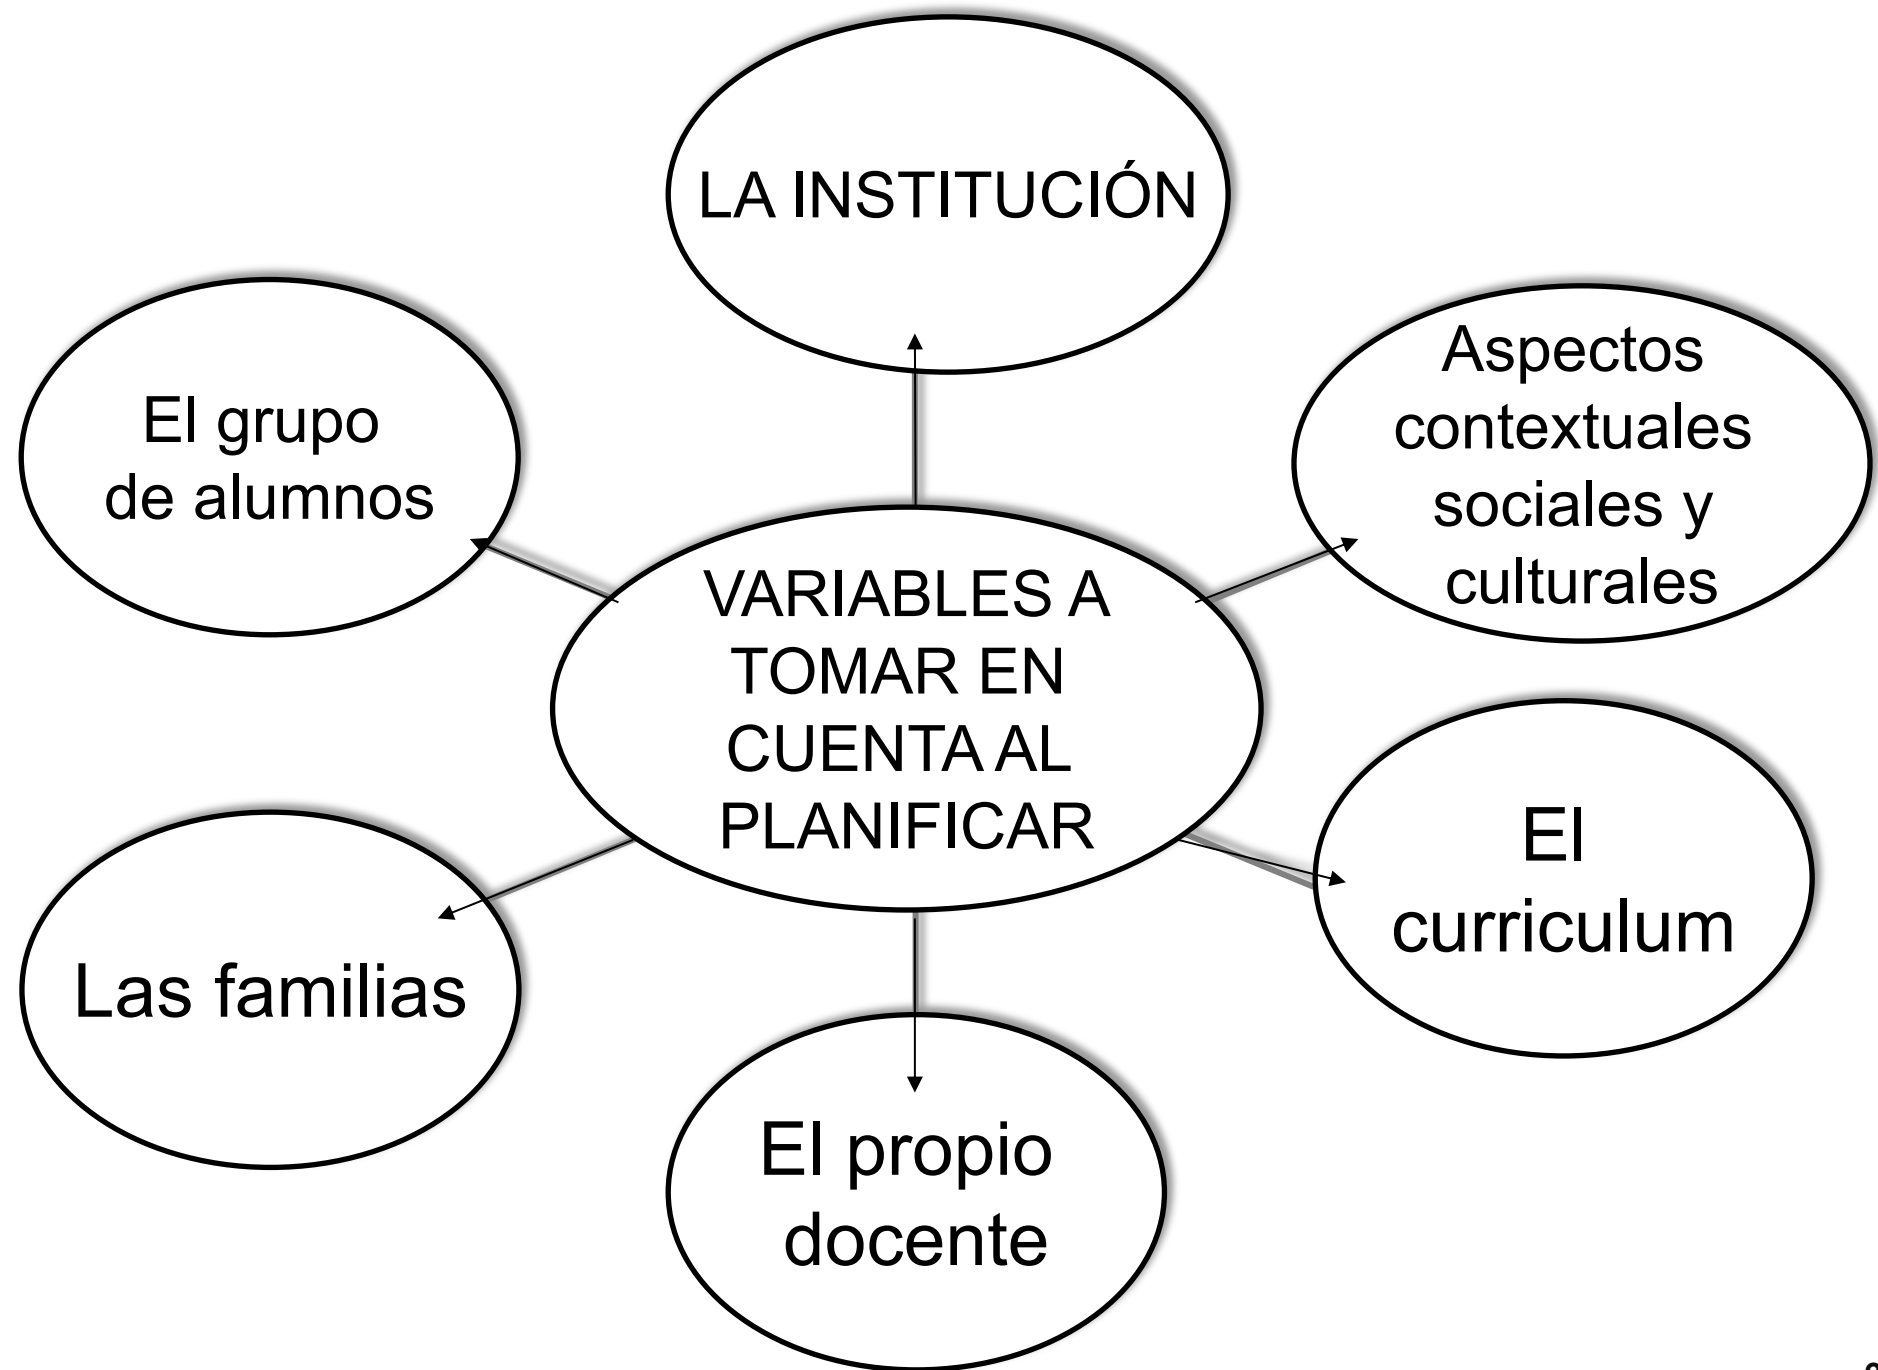 LA INSTITUCIÓN
El grupo
de alumnos
Aspectos
contextuales
sociales y
culturales
VARIABLES A
TOMAR EN
CUENTA AL
PLANIFICAR
El
curriculum
Las familias
El propio
docente